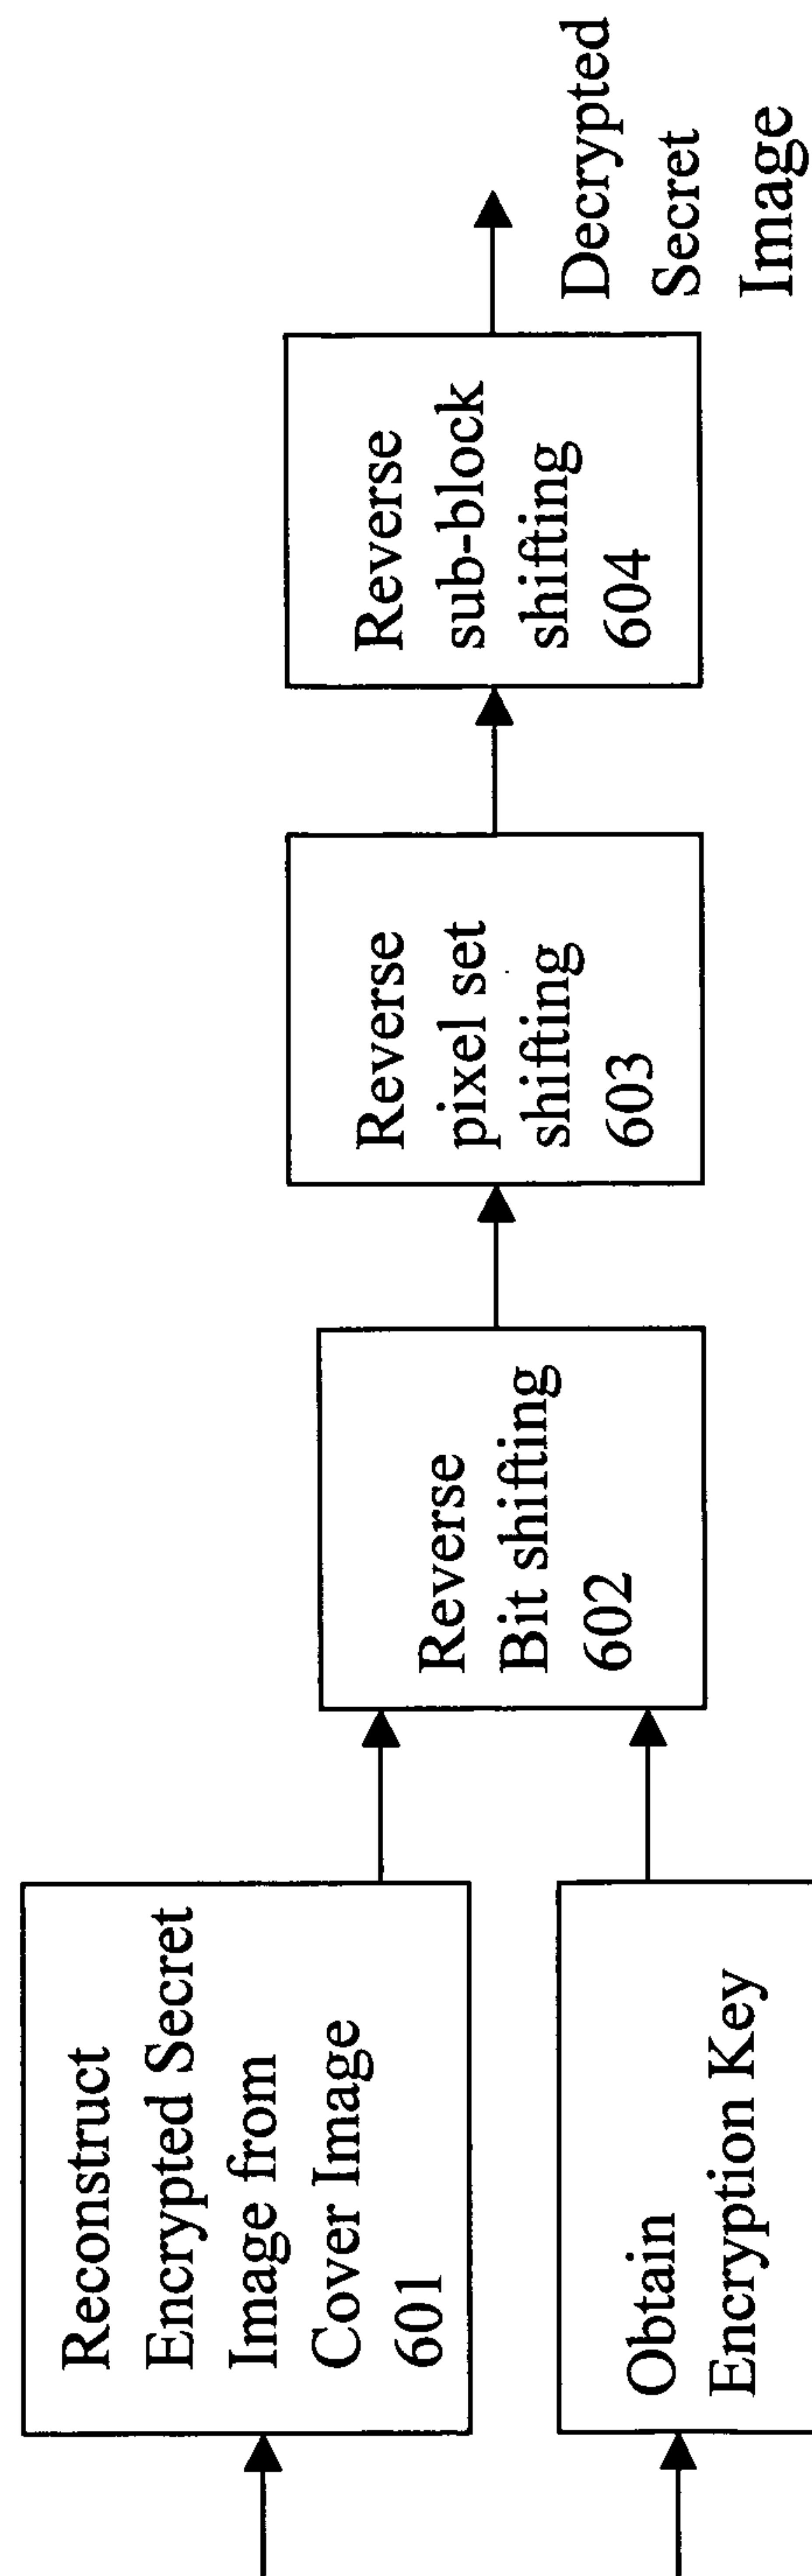 Reconstruct
Encrypted Secret
Image from
Cover Image
601
Obtain
Encryption Key
Reverse
Bit shifting
602
Reverse
pixel set
shifting
603
Reverse
sub-block
shifting
604
Decrypted
Secret
Image